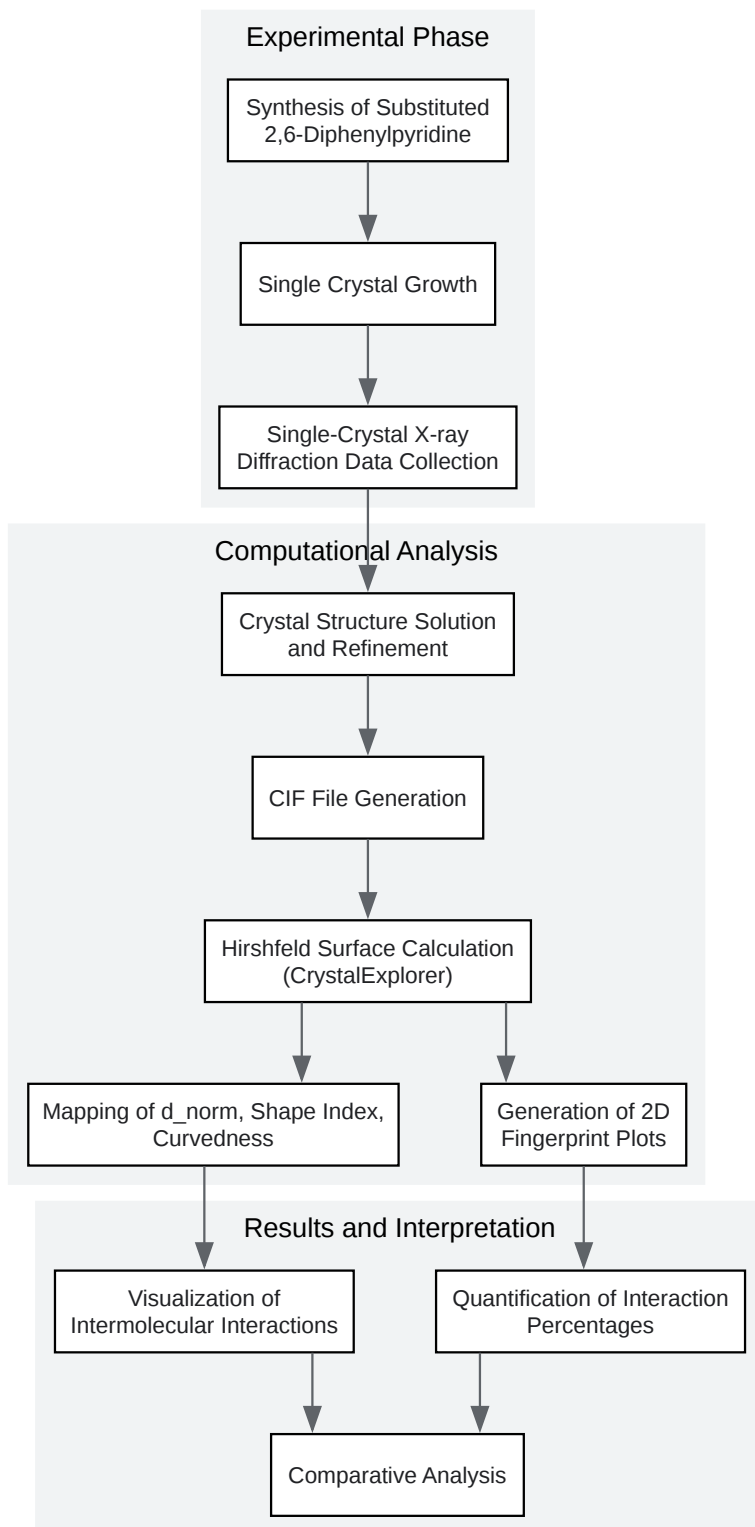 Experimental Phase
Synthesis of Substituted
2,6-Diphenylpyridine
Single Crystal Growth
Single-Crystal X-ray
Diffraction Data Collection
Computational Analysis
Crystal Structure Solution
and Refinement
CIF File Generation
Hirshfeld Surface Calculation
(CrystalExplorer)
Mapping of d_norm, Shape Index,
Curvedness
Generation of 2D
Fingerprint Plots
Results and Interpretation
Visualization of
Intermolecular Interactions
Quantification of Interaction
Percentages
Comparative Analysis